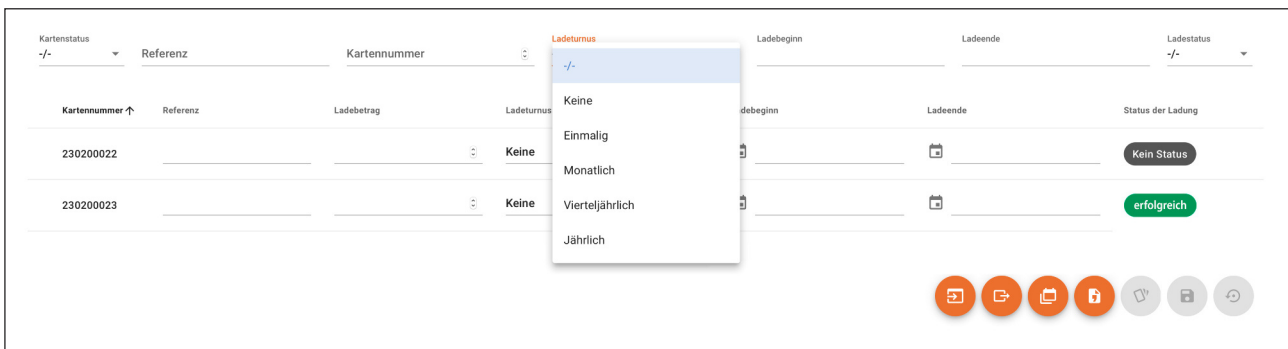 Kartenstatus Ladeturnus Ladebeginn Ladeende Ladestatus
-/- Referenz Kartennummer -/-
-/-
Kartennummer Referenz Ladebetrag Ladeturnus debeginn Ladeende Status der Ladung
Keine
Einmalig
230200022 Keine Kein Status
Monatlich
230200023 Keine Vierteljährlich erfolgreich
Jährlich